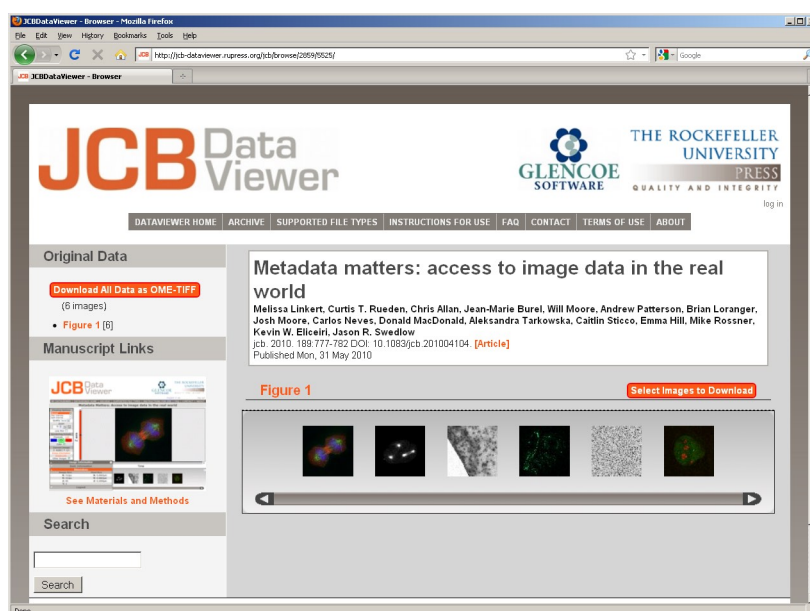 JCBDataViewer - Browser - Mozilla Firefox
File Edit View History Bookmarks Tools Help
http://jcb-dataviewer.rupress.org/jcb/browse/2859/5525/
Google
JCBDataViewer - Browser
JCB Data Viewer
GLENCOE SOFTWARE
THE ROCKEFELLER UNIVERSITY PRESS
QUALITY AND INTEGRITY
log in
DATAVIEWER HOME ARCHIVE SUPPORTED FILE TYPES INSTRUCTIONS FOR USE FAQ CONTACT TERMS OF USE ABOUT
Original Data
Download All Data as OME-TIFF
(6 images)
Figure 1 [6]
Manuscript Links
JCB Data Viewer
See Materials and Methods
Search
Search
Metadata matters: access to image data in the real
world
Melissa Linkert, Curtis T. Rueden, Chris Allan, Jean-Marie Burel, Will Moore, Andrew Patterson, Brian Loranger,
Josh Moore, Carlos Neves, Donald MacDonald, Aleksandra Tarkowska, Caitlin Sticco, Emma Hill, Mike Rossner,
Kevin W. Eliceiri, Jason R. Swedlow
jcb. 2010. 189:777-782 DOI: 10.1083/jcb.201004104. [Article]
Published Mon, 31 May 2010
Figure 1
Select Images to Download